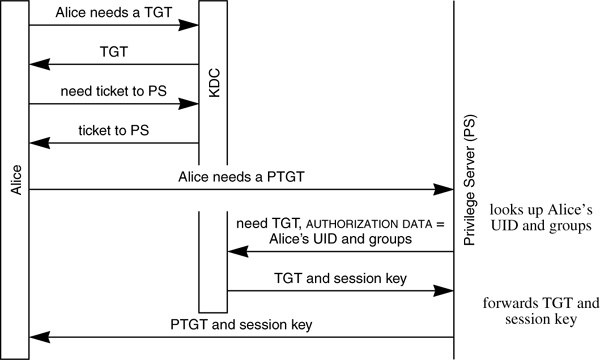 Alice needs a TGT
TGT
need ticket to PS
ticket to PS
KDC
Alice
Alice needs a PTGT
Privilege Server (PS)
looks up Alice's
UID and groups
need TGT, AUTHORIZATION DATA =
Alice's UID and groups
TGT and session key
forwards TGT and
session key
PTGT and session key